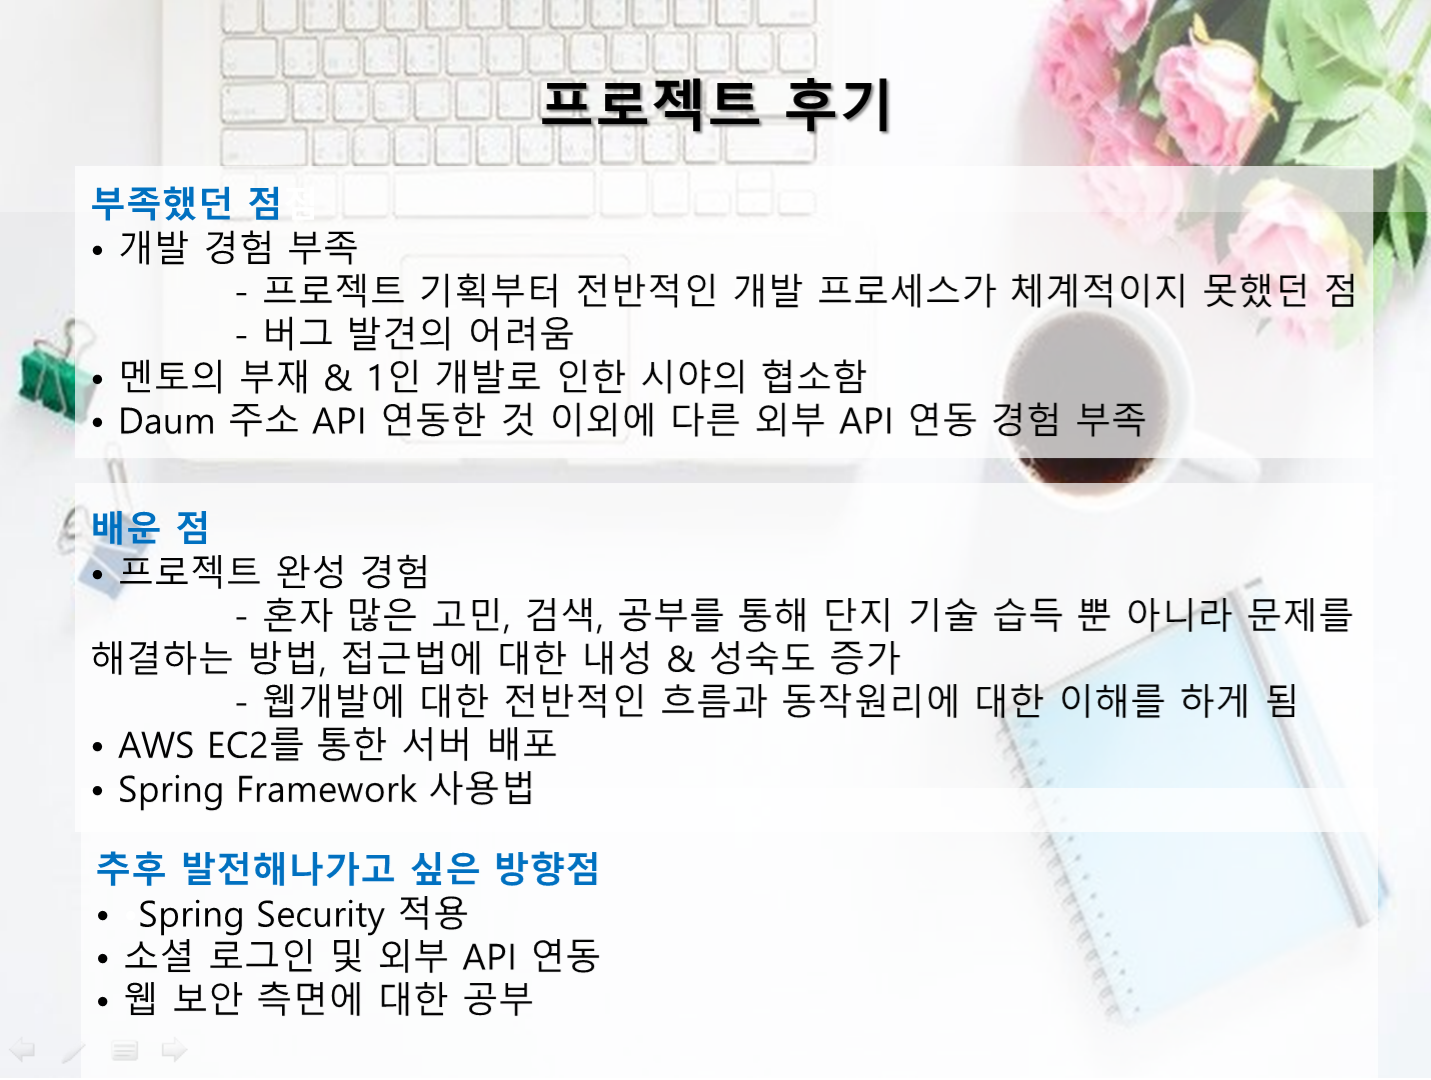 프로젝트 후기
부족했던 점
• 개발 경험 부족
- 프로젝트 기획부터 전반적인 개발 프로세스가 체계적이지 못했던 점
- 버그 발견의 어려움
• 멘토의 부재 & 1인 개발로 인한 시야의 협소함
• Daum 주소 API 연동한 것 이외에 다른 외부 API 연동 경험 부족
배운 점
• 프로젝트 완성 경험
- 혼자 많은 고민, 검색, 공부를 통해 단지 기술 습득 뿐 아니라 문제를
해결하는 방법, 접근법에 대한 내성 & 성숙도 증가
- 웹개발에 대한 전반적인 흐름과 동작원리에 대한 이해를 하게 됨
• AWS EC2를 통한 서버 배포
• Spring Framework 사용법
추후 발전해나가고 싶은 방향점
• Spring Security 적용
• 소셜 로그인 및 외부 API 연동
• 웹 보안 측면에 대한 공부